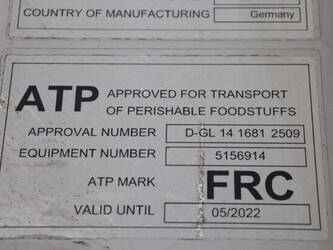 COUNTRY OF MANUFACTURING Germany
ATP APPROVED FOR TRANSPORT
OF PERISHABLE FOODSTUFFS
APPROVAL NUMBER D-GL 14 1681 2509
EQUIPMENT NUMBER 5156914
ATP MARK FRC
VALID UNTIL 05/2022